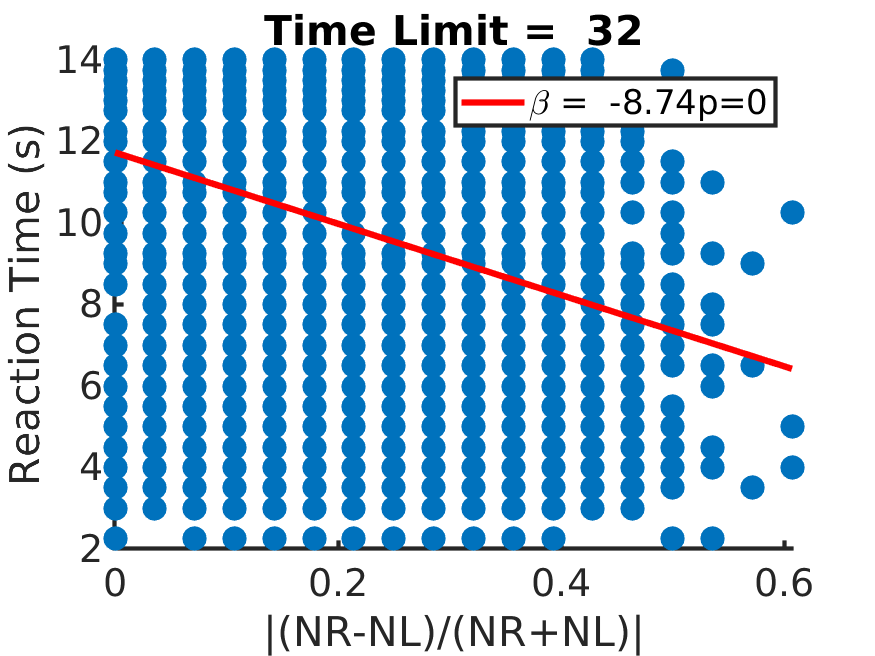 Time Limit =  32
β =  -8.74p=0
Reaction Time (s)
14
12
10
8
6
4
2
0
0.2
0.4
0.6
|(NR-NL)/(NR+NL)|